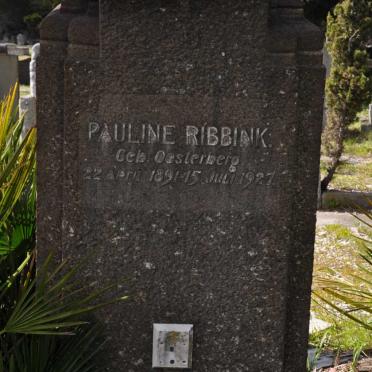 PAULINE RIBBINK.
Geb. Oosterberg
22 April 1891-15 Juli 1927